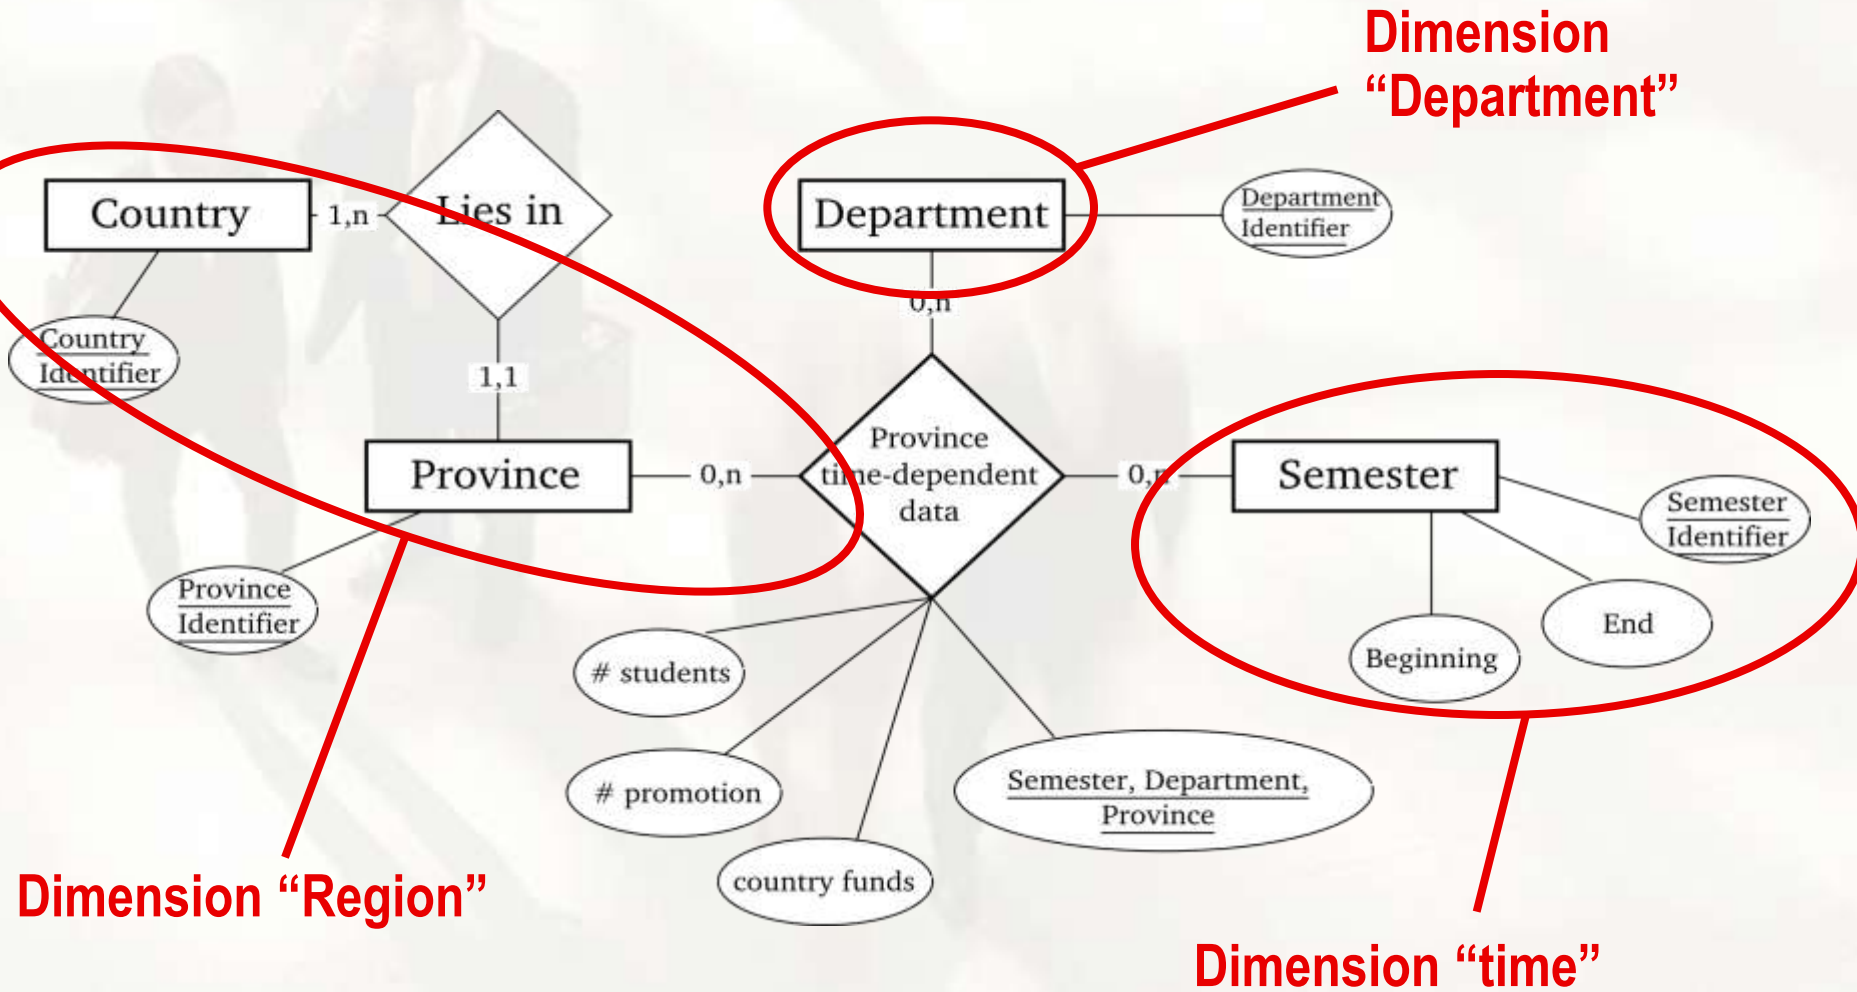 Dimension
“Department”
Country
1,n
Lies in
Department
Department
Identifier
0,n
Country
Identifier
1,1
Province
0,n
Province
time-dependent
data
0,n
Semester
Semester
Identifier
Province
Identifier
# students
Beginning
End
# promotion
Semester, Department,
Province
country funds
Dimension “Region”
Dimension “time”